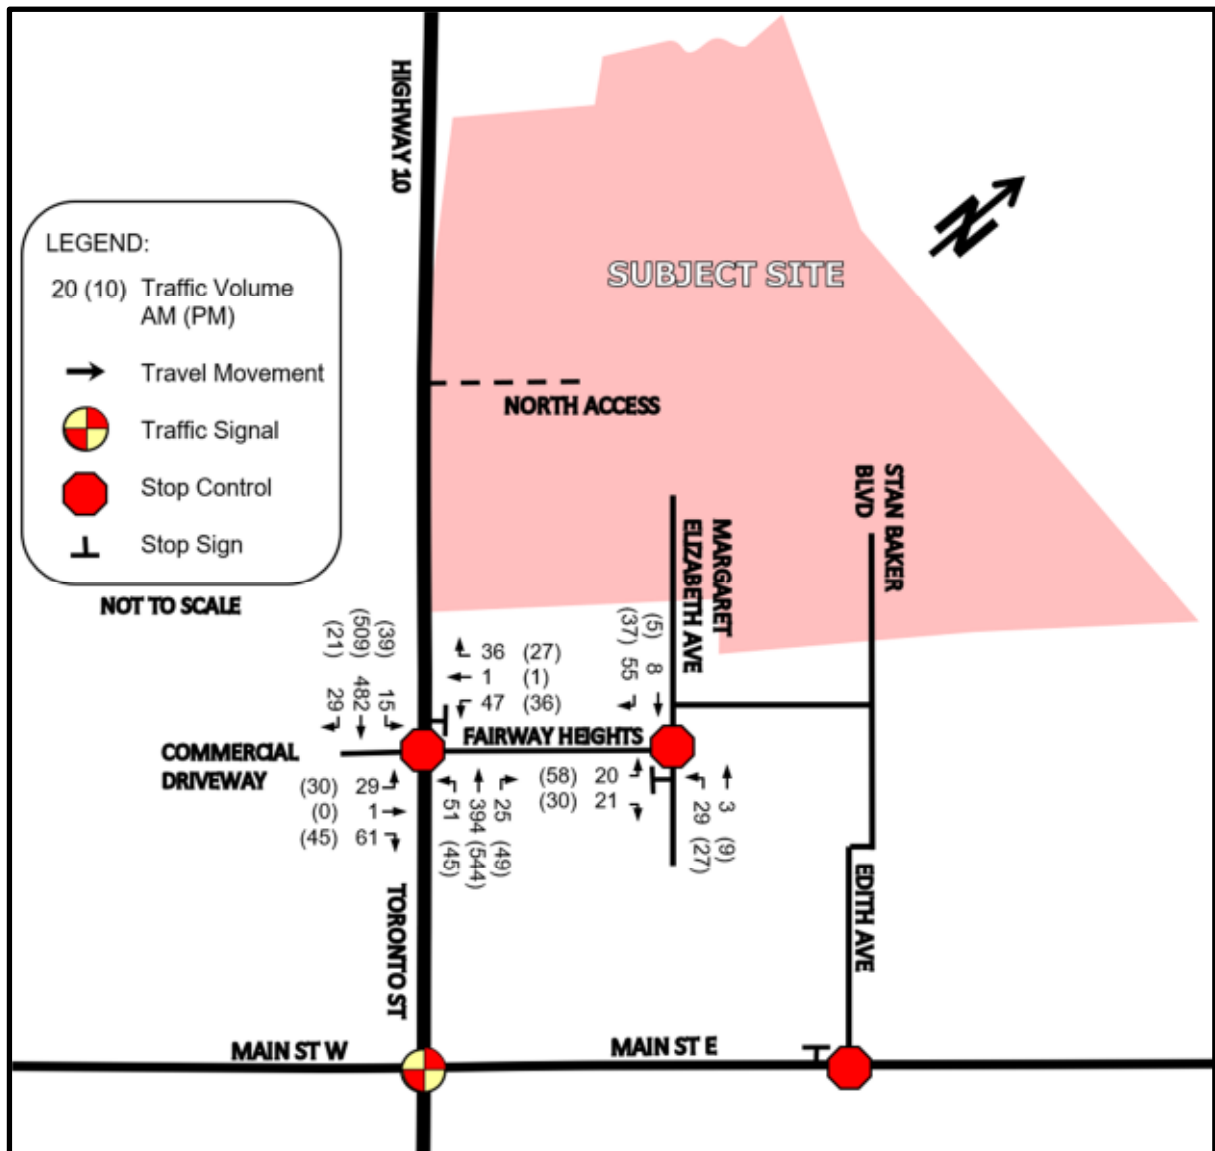 HIGHWAY 10
N
SUBJECT SITE
LEGEND:
20 (10) Traffic Volume
AM (PM)
Travel Movement
Traffic Signal
Stop Control
Stop Sign
NOT TO SCALE
NORTH ACCESS
STAN BAKER
BLVD
MARGARET
ELIZABETH AVE
(39) 15
(509) 482
(21) 29
36 (27)
1 (1)
47 (36)
(5) 8
(37) 55
COMMERCIAL
DRIVEWAY
FAIRWAY HEIGHTS
(30) 29
(0) 1
(45) 61
51 (45)
394 (544)
25 (49)
(58) 20
(30) 21
3 (9)
29 (27)
TORONTO ST
EDITH AVE
MAIN ST W
MAIN ST E